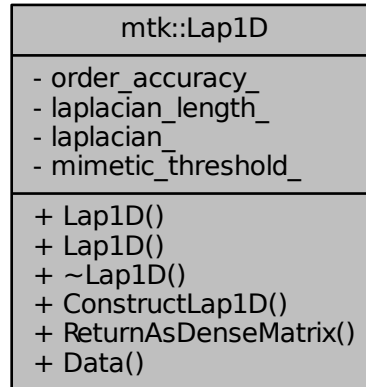 mtk::Lap1D
- order_accuracy_
- laplacian_length_
- laplacian_
- mimetic_threshold_
+ Lap1D()
+ Lap1D()
+ ~Lap1D()
+ ConstructLap1D()
+ ReturnAsDenseMatrix()
+ Data()